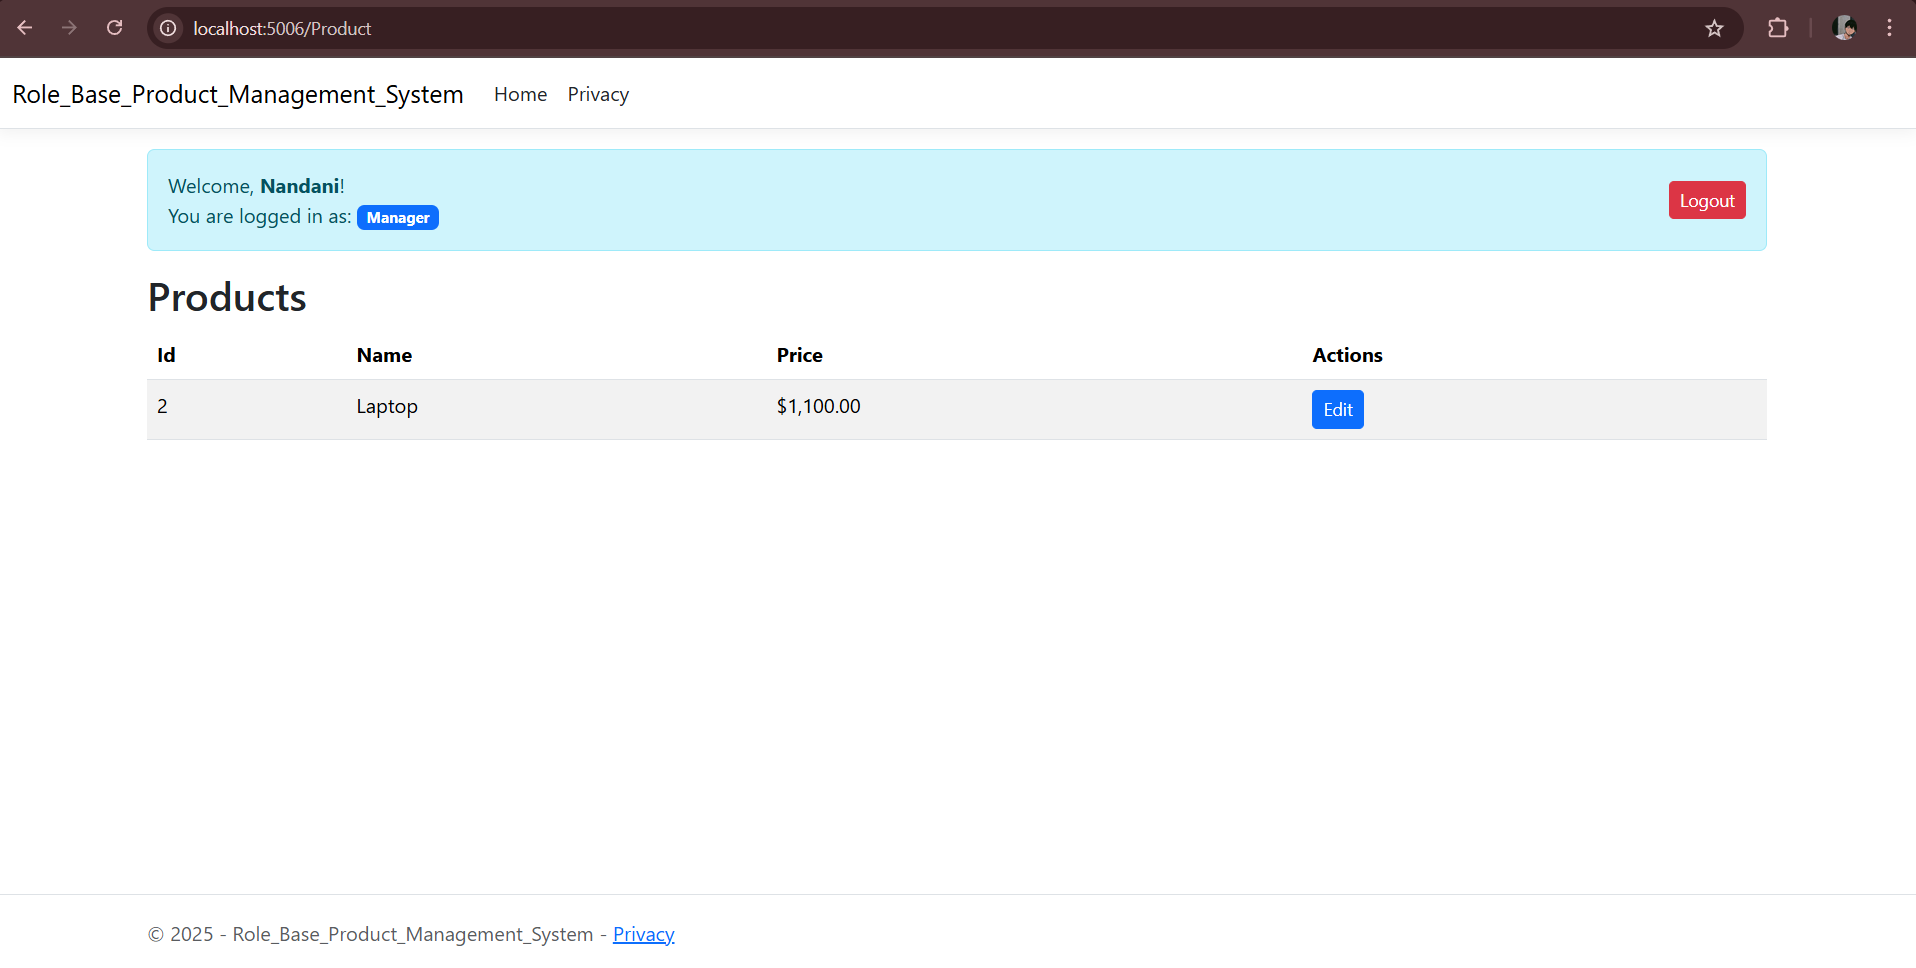 localhost:5006/Product
Role_Base_Product_Management_System Home Privacy
Welcome, Nandani!
You are logged in as: Manager
Logout
Products
Id Name Price Actions
2 Laptop $1,100.00 Edit
© 2025 - Role_Base_Product_Management_System - Privacy